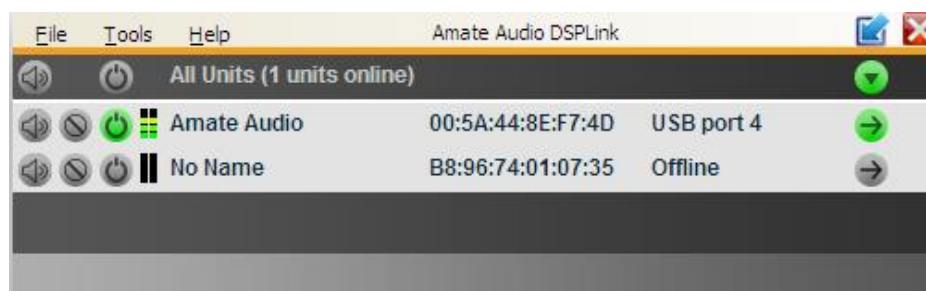 File Tools Help Amate Audio DSPLink
All Units (1 units online)
Amate Audio 00:5A:44:8E:F7:4D USB port 4
No Name B8:96:74:01:07:35 Offline